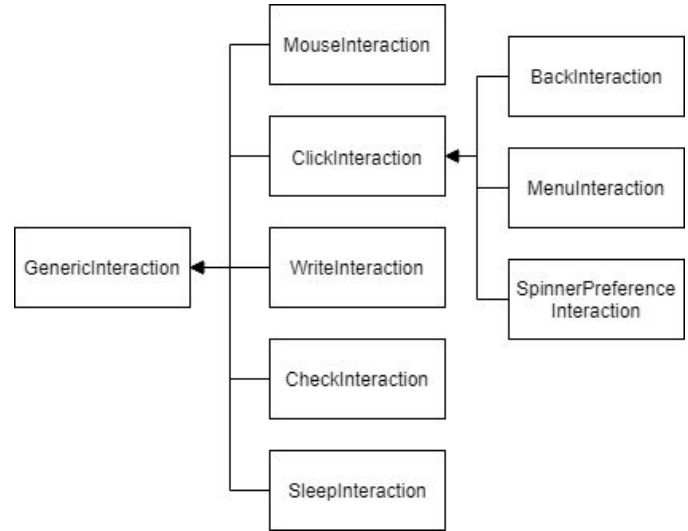 MouseInteraction
BackInteraction
ClickInteraction
MenuInteraction
GenericInteraction
WriteInteraction
SpinnerPreference
Interaction
CheckInteraction
SleepInteraction